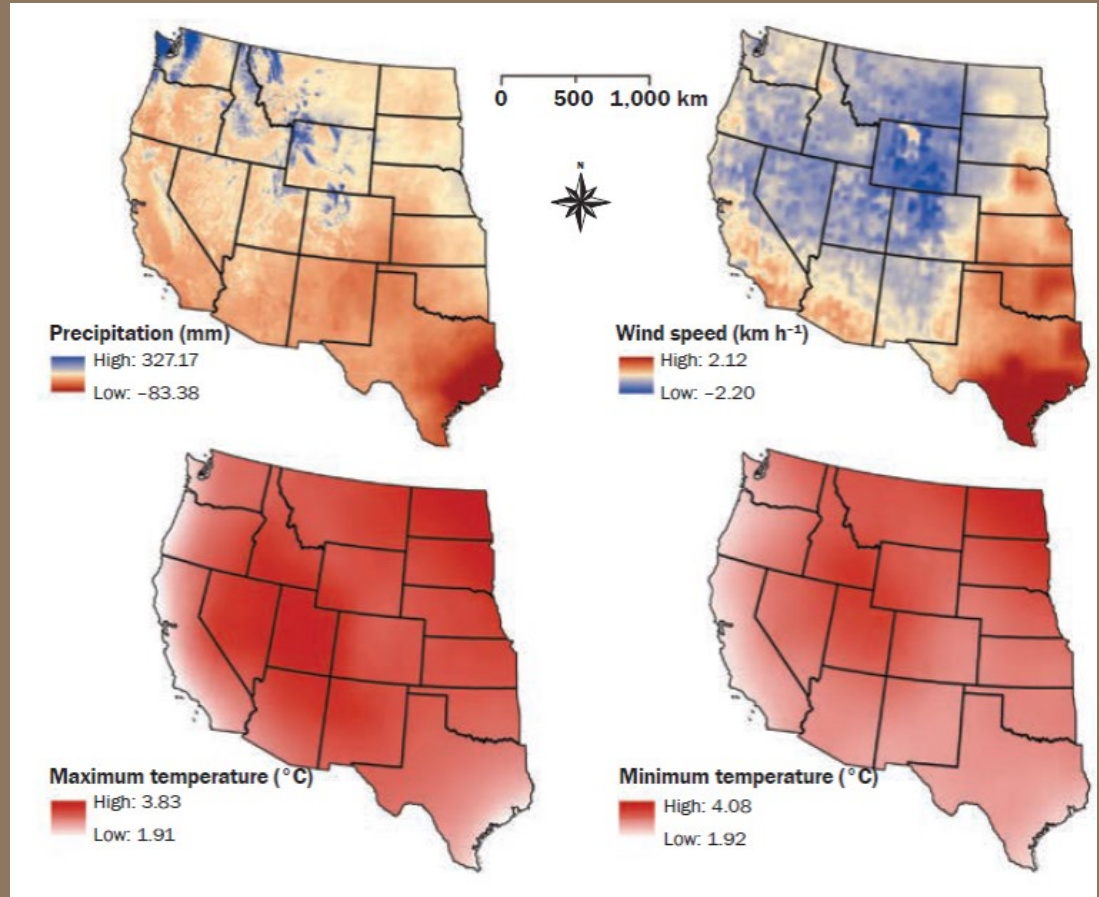 0 500 1,000 km
N
Precipitation (mm)
High: 327.17
Low: –83.38
Wind speed (km h⁻¹)
High: 2.12
Low: –2.20
Maximum temperature (°C)
High: 3.83
Low: 1.91
Minimum temperature (°C)
High: 4.08
Low: 1.92